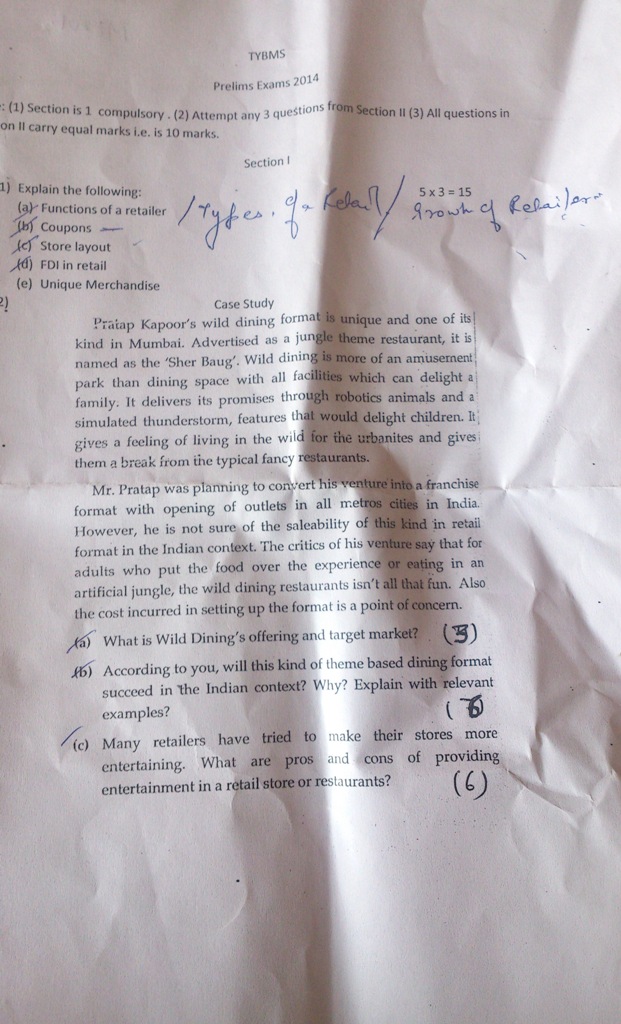 TYBMS
Prelims Exams 2014
: (1) Section is 1 compulsory . (2) Attempt any 3 questions from Section II (3) All questions in
on II carry equal marks i.e. is 10 marks.
Section I
1) Explain the following:
5 x 3 = 15
(a) Functions of a retailer / Types of a Retail / Growth of Retailer
(b) Coupons
(c) Store layout
(d) FDI in retail
(e) Unique Merchandise
2)
Case Study
Pratap Kapoor's wild dining format is unique and one of its
kind in Mumbai. Advertised as a jungle theme restaurant, it is
named as the 'Sher Baug'. Wild dining is more of an amusement
park than dining space with all facilities which can delight a
family. It delivers its promises through robotics animals and a
simulated thunderstorm, features that would delight children. It
gives a feeling of living in the wild for the urbanites and gives
them a break from the typical fancy restaurants.
Mr. Pratap was planning to convert his venture into a franchise
format with opening of outlets in all metros cities in India.
However, he is not sure of the saleability of this kind in retail
format in the Indian context. The critics of his venture say that for
adults who put the food over the experience or eating in an
artificial jungle, the wild dining restaurants isn't all that fun. Also
the cost incurred in setting up the format is a point of concern.
(a) What is Wild Dining's offering and target market? (3)
(b) According to you, will this kind of theme based dining format
succeed in the Indian context? Why? Explain with relevant
examples? (6
(c) Many retailers have tried to make their stores more
entertaining. What are pros and cons of providing
entertainment in a retail store or restaurants? (6)